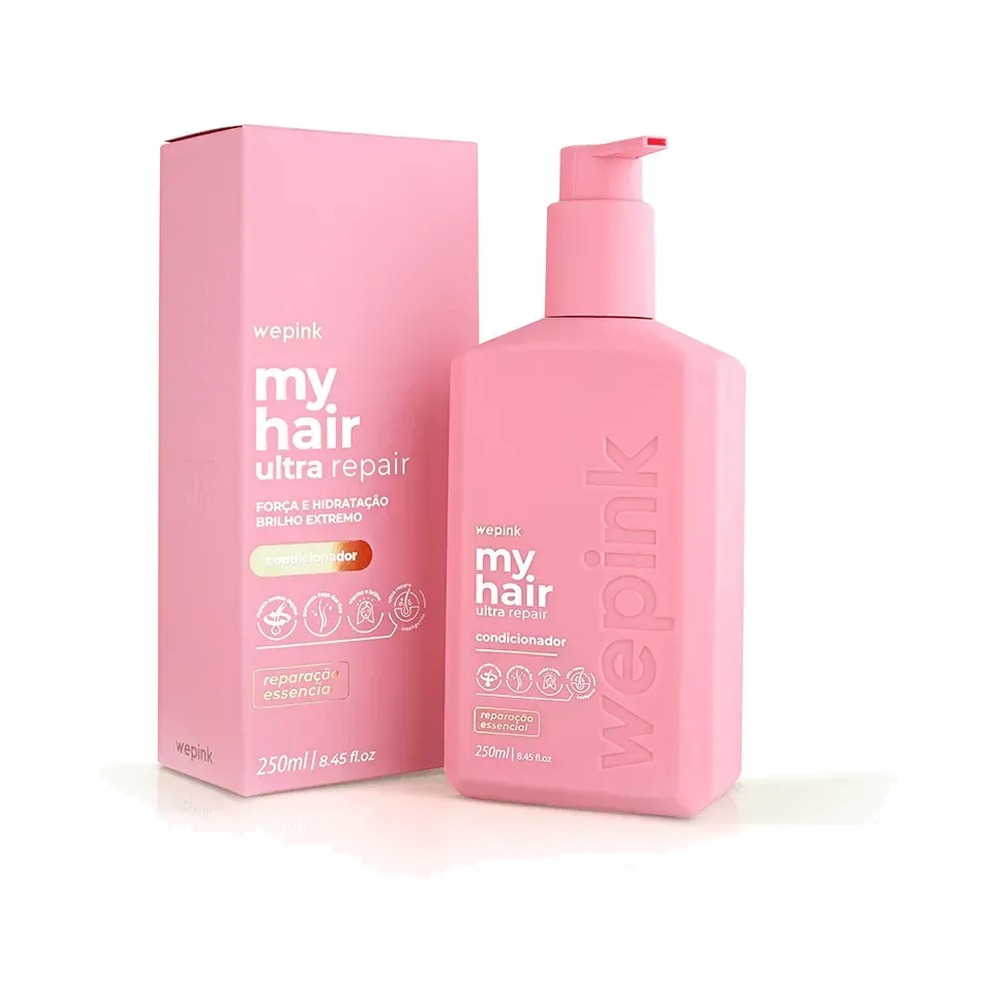 wepink
my
hair
ultra repair
FORÇA E HIDRATAÇÃO
BRILHO EXTREMO
condicionador
reparação
essencial
250ml | 8.45 fl.oz
wepink
wepink
my
hair
ultra repair
condicionador
reparação
essencial
250ml | 8.45 fl.oz
wepink